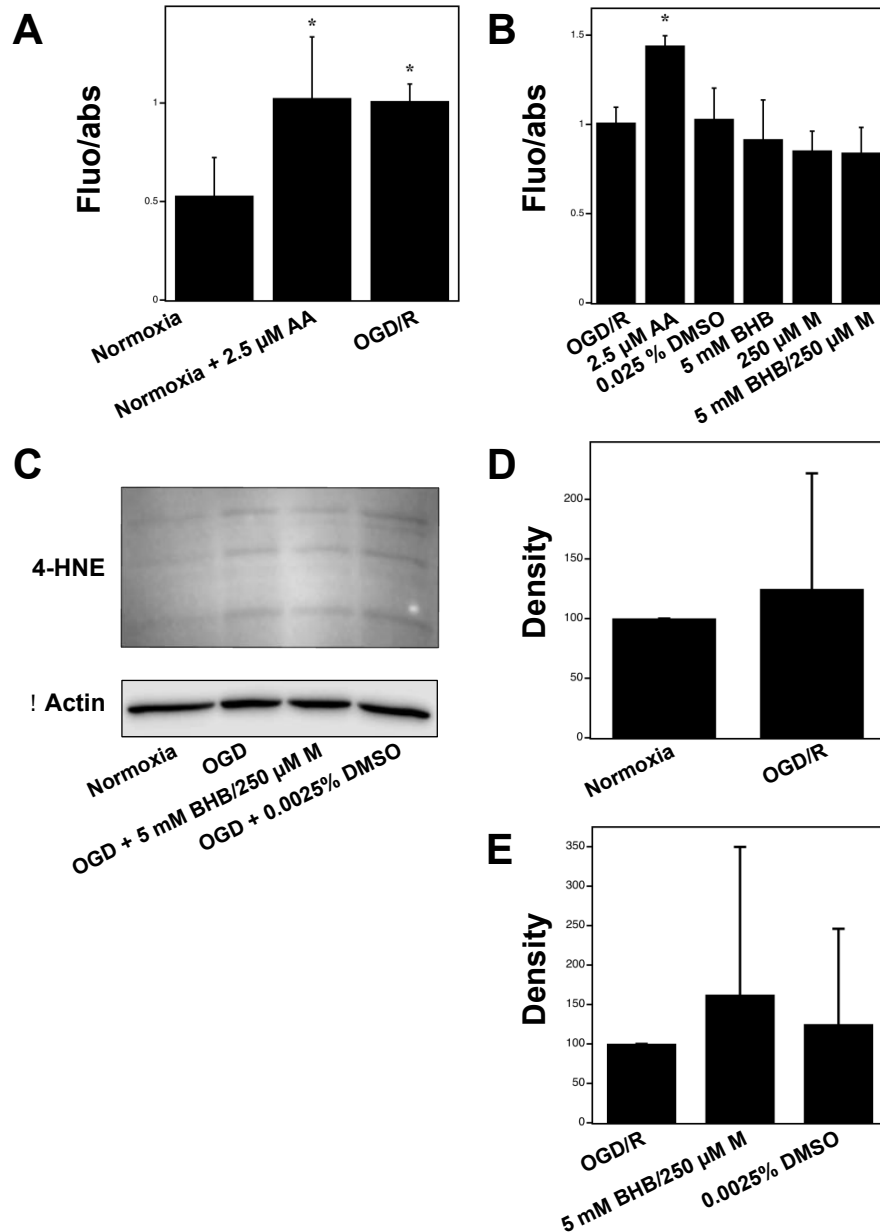 A
Fluo/abs
1
0.5
0
*
*
Normoxia
Normoxia + 2.5 µM AA
OGD/R
B
Fluo/abs
1.5
1
0.5
0
*
OGD/R
2.5 µM AA
0.025 % DMSO
5 mM BHB
250 µM M
5 mM BHB/250 µM M
C
4-HNE
! Actin
Normoxia
OGD
OGD + 5 mM BHB/250 µM M
OGD + 0.0025% DMSO
D
Density
200
150
100
50
0
Normoxia
OGD/R
E
Density
350
300
250
200
150
100
50
0
OGD/R
5 mM BHB/250 µM M
0.0025% DMSO